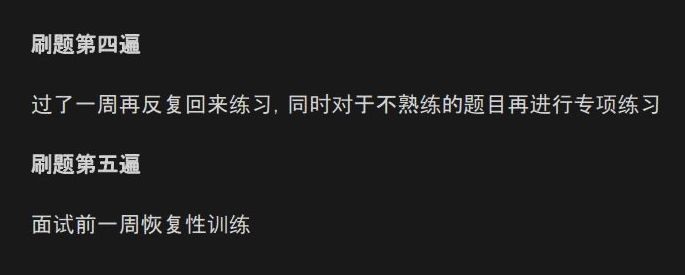 刷题第四遍
过了一周再反复回来练习, 同时对于不熟练的题目再进行专项练习
刷题第五遍
面试前一周恢复性训练